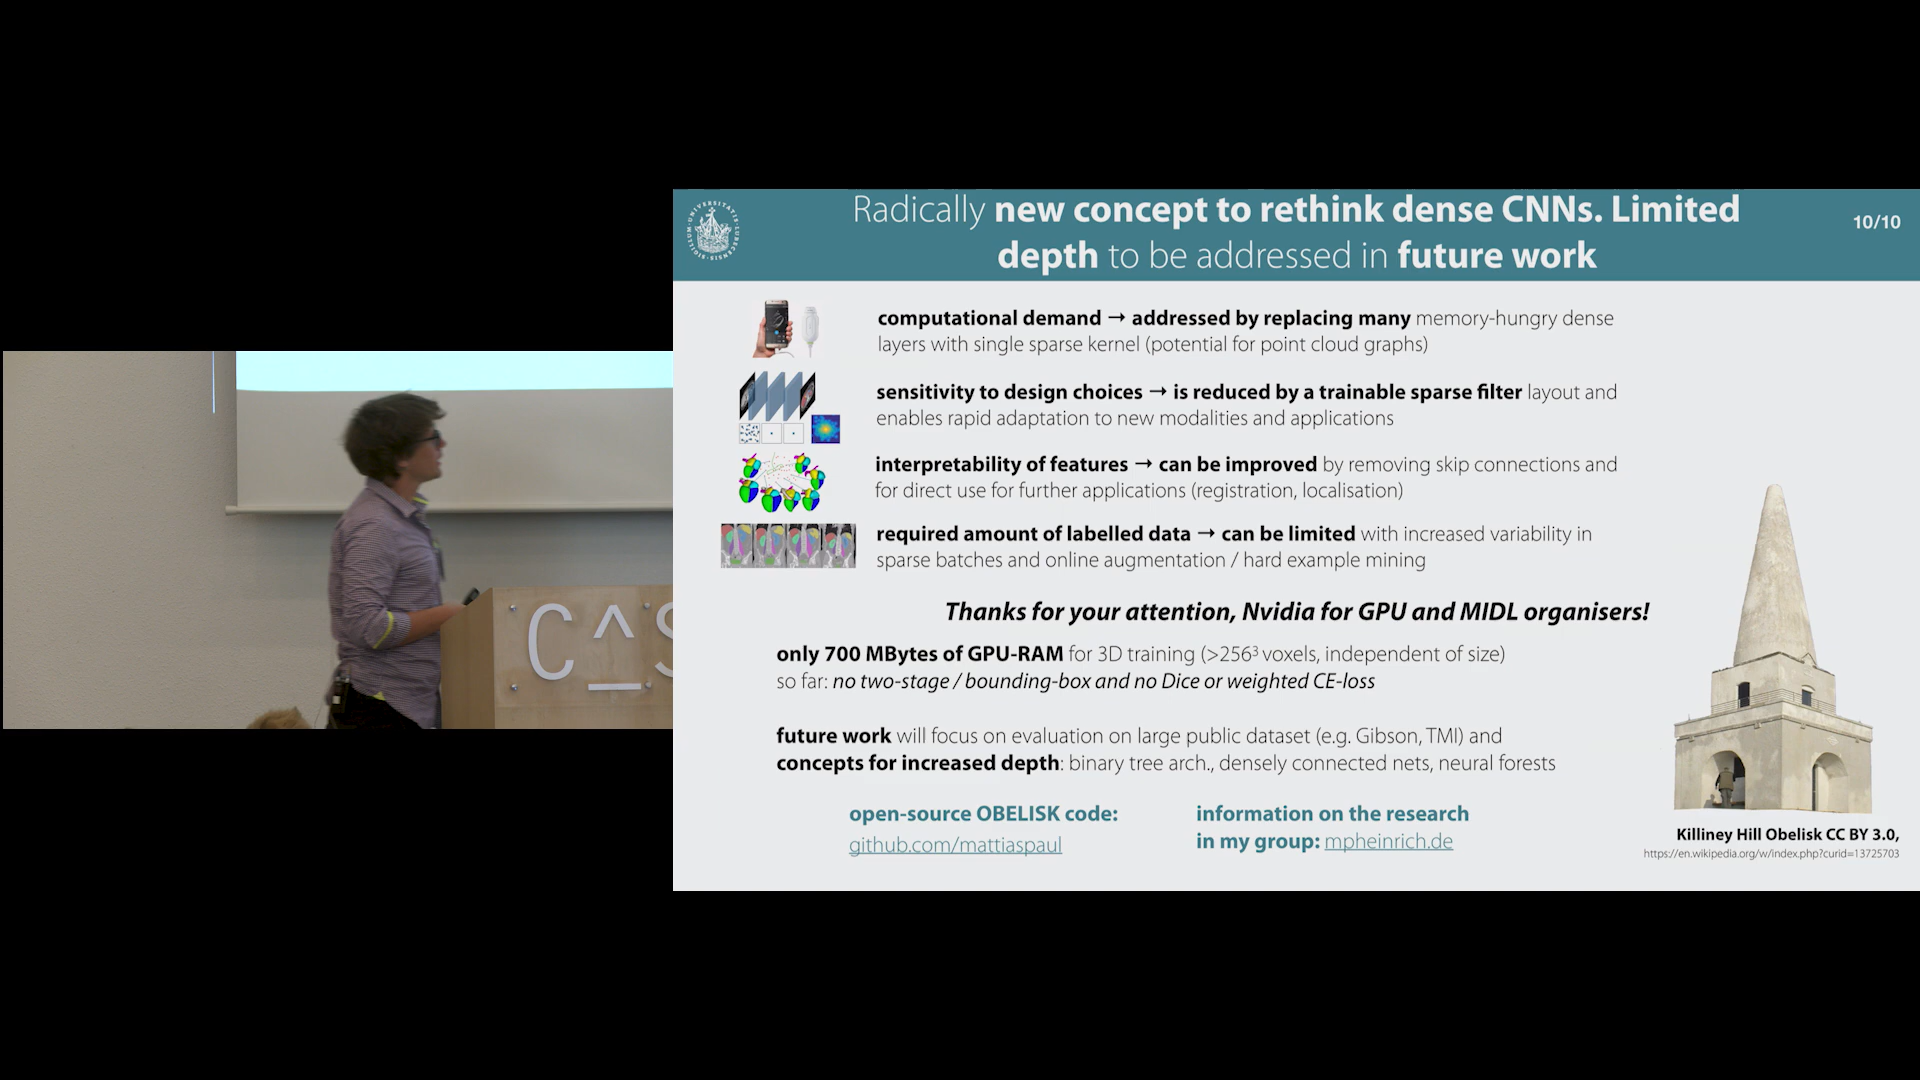 Radically new concept to rethink dense CNNs. Limited
depth to be addressed in future work
10/10
computational demand → addressed by replacing many memory-hungry dense
layers with single sparse kernel (potential for point cloud graphs)
sensitivity to design choices → is reduced by a trainable sparse filter layout and
enables rapid adaptation to new modalities and applications
interpretability of features → can be improved by removing skip connections and
for direct use for further applications (registration, localisation)
required amount of labelled data → can be limited with increased variability in
sparse batches and online augmentation / hard example mining
Thanks for your attention, Nvidia for GPU and MIDL organisers!
only 700 MBytes of GPU-RAM for 3D training (>256³ voxels, independent of size)
so far: no two-stage / bounding-box and no Dice or weighted CE-loss
future work will focus on evaluation on large public dataset (e.g. Gibson, TMI) and
concepts for increased depth: binary tree arch., densely connected nets, neural forests
open-source OBELISK code:
github.com/mattiaspaul
information on the research
in my group: mpheinrich.de
Killiney Hill Obelisk CC BY 3.0,
https://en.wikipedia.org/w/index.php?curid=13725703
C^S